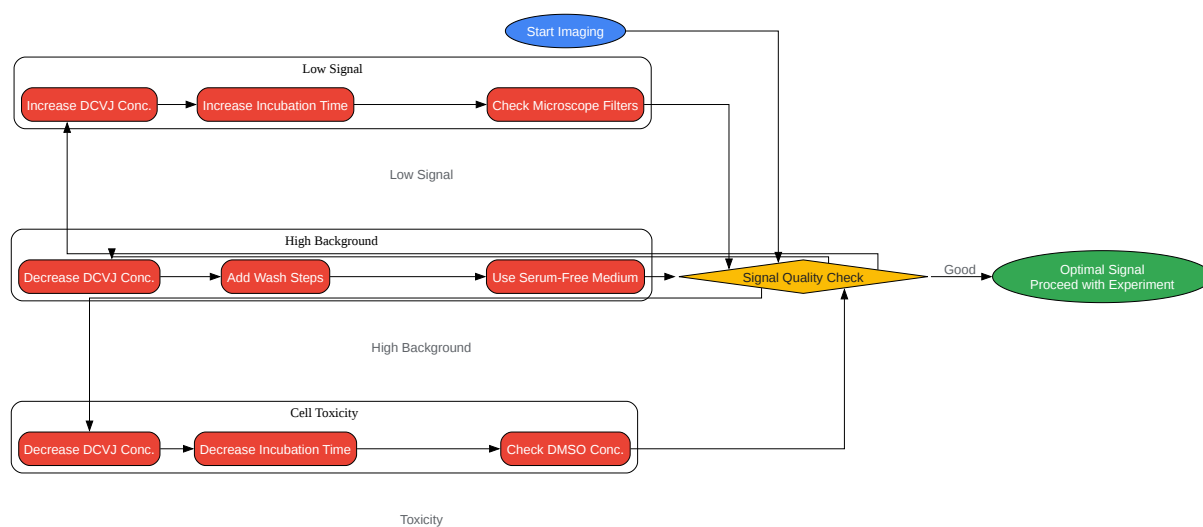 Start Imaging
Low Signal
Increase DCVJ Conc.
Increase Incubation Time
Check Microscope Filters
Low Signal
High Background
Decrease DCVJ Conc.
Add Wash Steps
Use Serum-Free Medium
Signal Quality Check
Good
Optimal Signal
Proceed with Experiment
High Background
Cell Toxicity
Decrease DCVJ Conc.
Decrease Incubation Time
Check DMSO Conc.
Toxicity